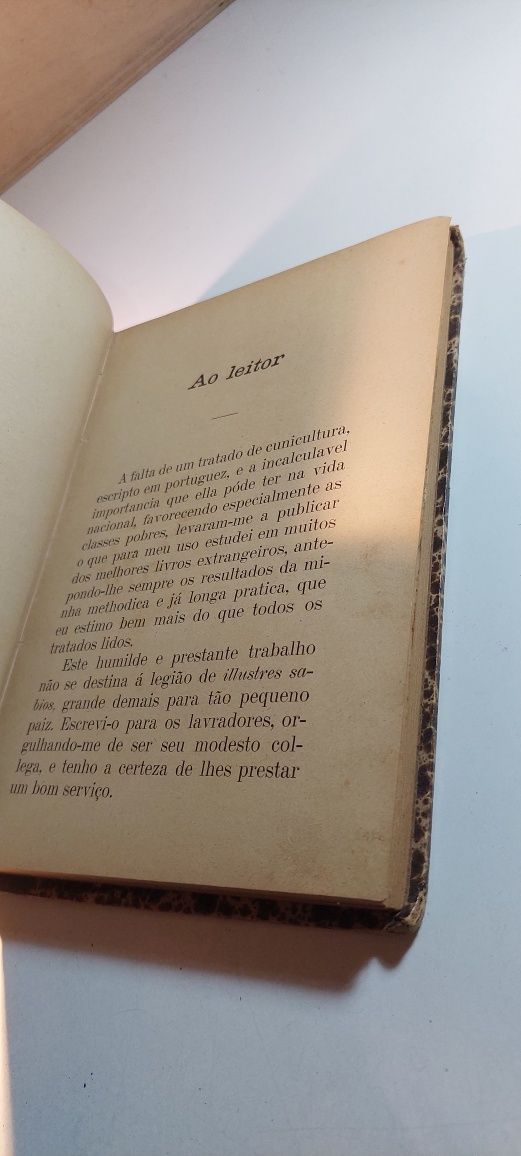 Ao leitor
A falta de um tratado de cunicultura,
escripto em portuguez, e a incalculavel
importancia que ella póde ter na vida
nacional, favorecendo especialmente as
classes pobres, levaram-me a publicar
o que para meu uso estudei em muitos
dos melhores livros extrangeiros, ante-
pondo-lhe sempre os resultados da mi-
nha methodica e já longa pratica, que
eu estimo bem mais do que todos os
tratados lidos.
Este humilde e prestante trabalho
não se destina á legião de illustres sa-
bios, grande demais para tão pequeno
paiz. Escrevi-o para os lavradores, or-
gulhando-me de ser seu modesto col-
lega, e tenho a certeza de lhes prestar
um bom serviço.